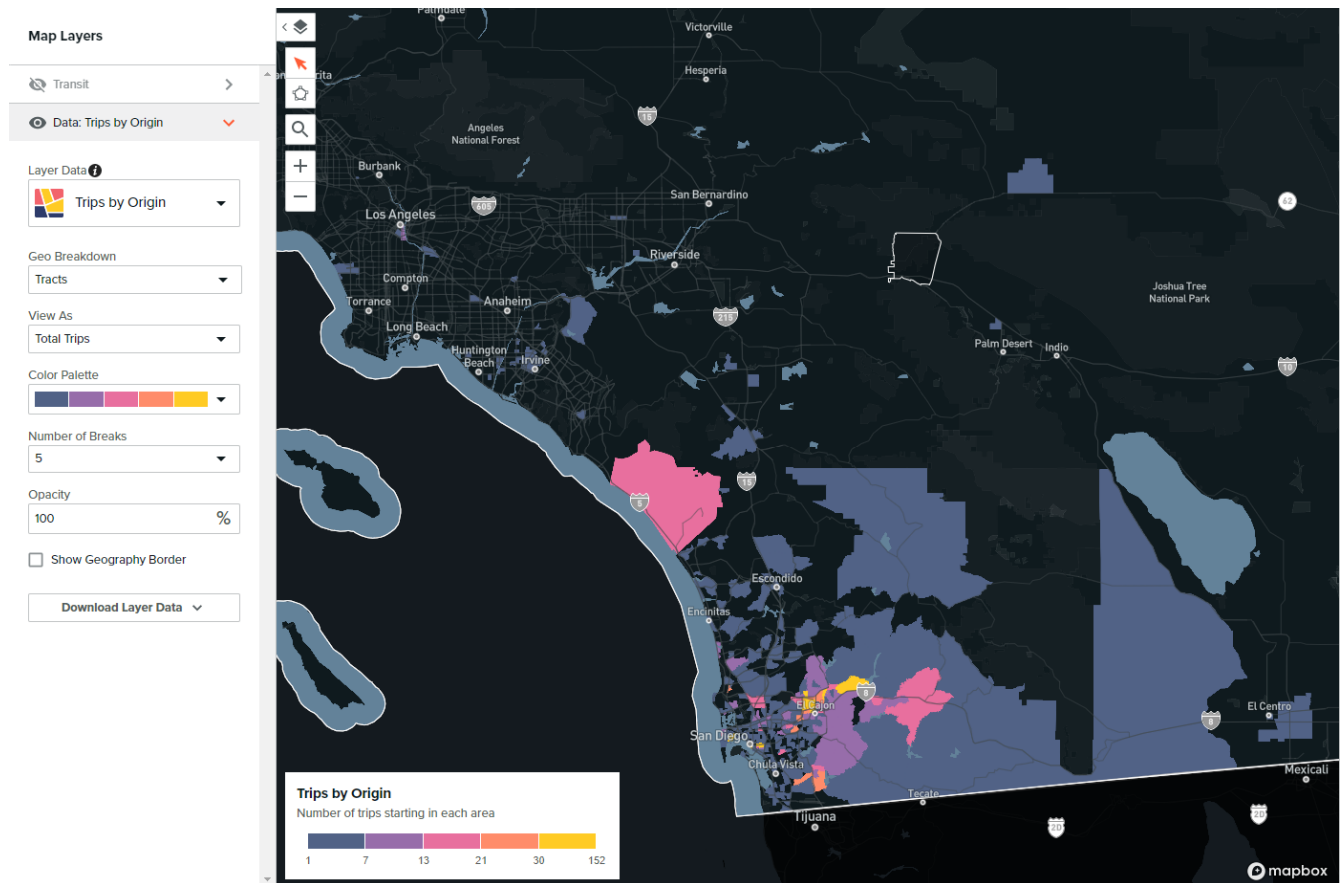 Map Layers
Transit
Data: Trips by Origin
Layer Data
Trips by Origin
Geo Breakdown
Tracts
View As
Total Trips
Color Palette
Number of Breaks
5
Opacity
100
%
Show Geography Border
Download Layer Data
Palmdale
Victorville
Hesperia
15
Angeles
National Forest
Burbank
San Bernardino
62
605
Los Angeles
Riverside
Compton
Joshua Tree
National Park
Torrance
Anaheim
215
Long Beach
Palm Desert
Indio
Huntington
Beach
Irvine
10
15
5
Escondido
Encinitas
8
El Cajon
El Centro
8
San Diego
Chula Vista
Mexicali
Tecate
Tijuana
2D
2D
Trips by Origin
Number of trips starting in each area
1 7 13 21 30 152
mapbox